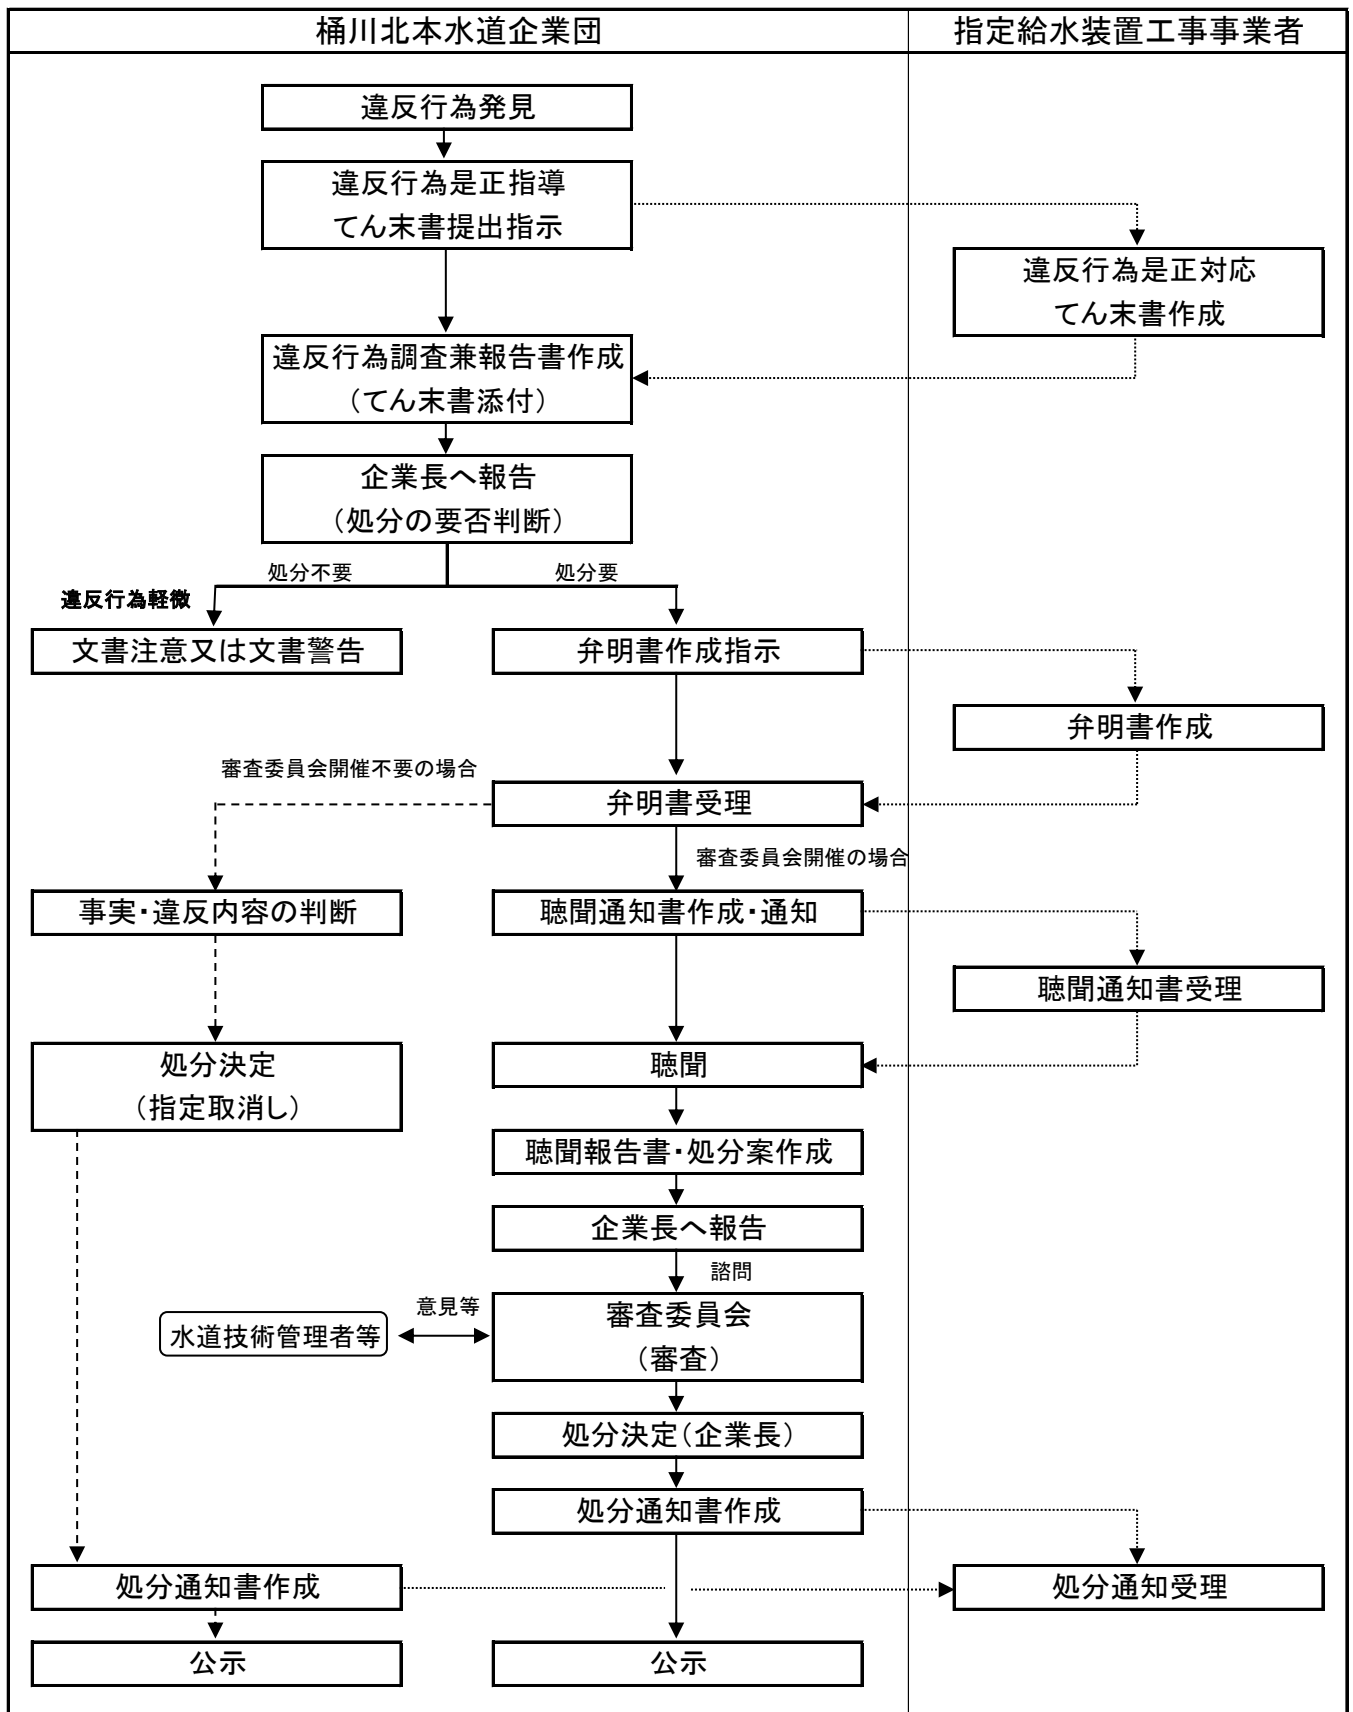 桶川北本水道企業団
指定給水装置工事事業者
違反行為発見
違反行為是正指導
てん末書提出指示
違反行為是正対応
てん末書作成
違反行為調査兼報告書作成
（てん末書添付）
企業長へ報告
（処分の要否判断）
処分不要
処分要
違反行為軽微
文書注意又は文書警告
弁明書作成指示
弁明書作成
審査委員会開催不要の場合
弁明書受理
審査委員会開催の場合
事実・違反内容の判断
聴聞通知書作成・通知
聴聞通知書受理
処分決定
（指定取消し）
聴聞
聴聞報告書・処分案作成
企業長へ報告
諮問
意見等
水道技術管理者等
審査委員会
（審査）
処分決定（企業長）
処分通知書作成
処分通知書作成
処分通知受理
公示
公示